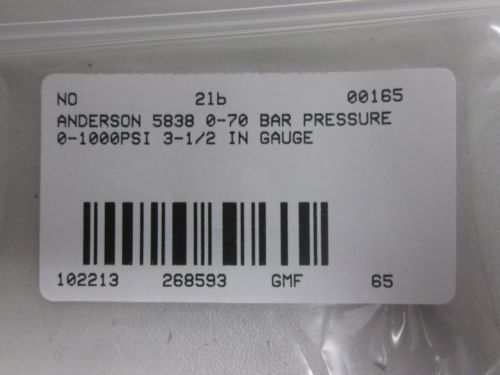 NO 21b 00165
ANDERSON 5838 0-70 BAR PRESSURE
0-1000PSI 3-1/2 IN GAUGE
102213 268593 GMF 65